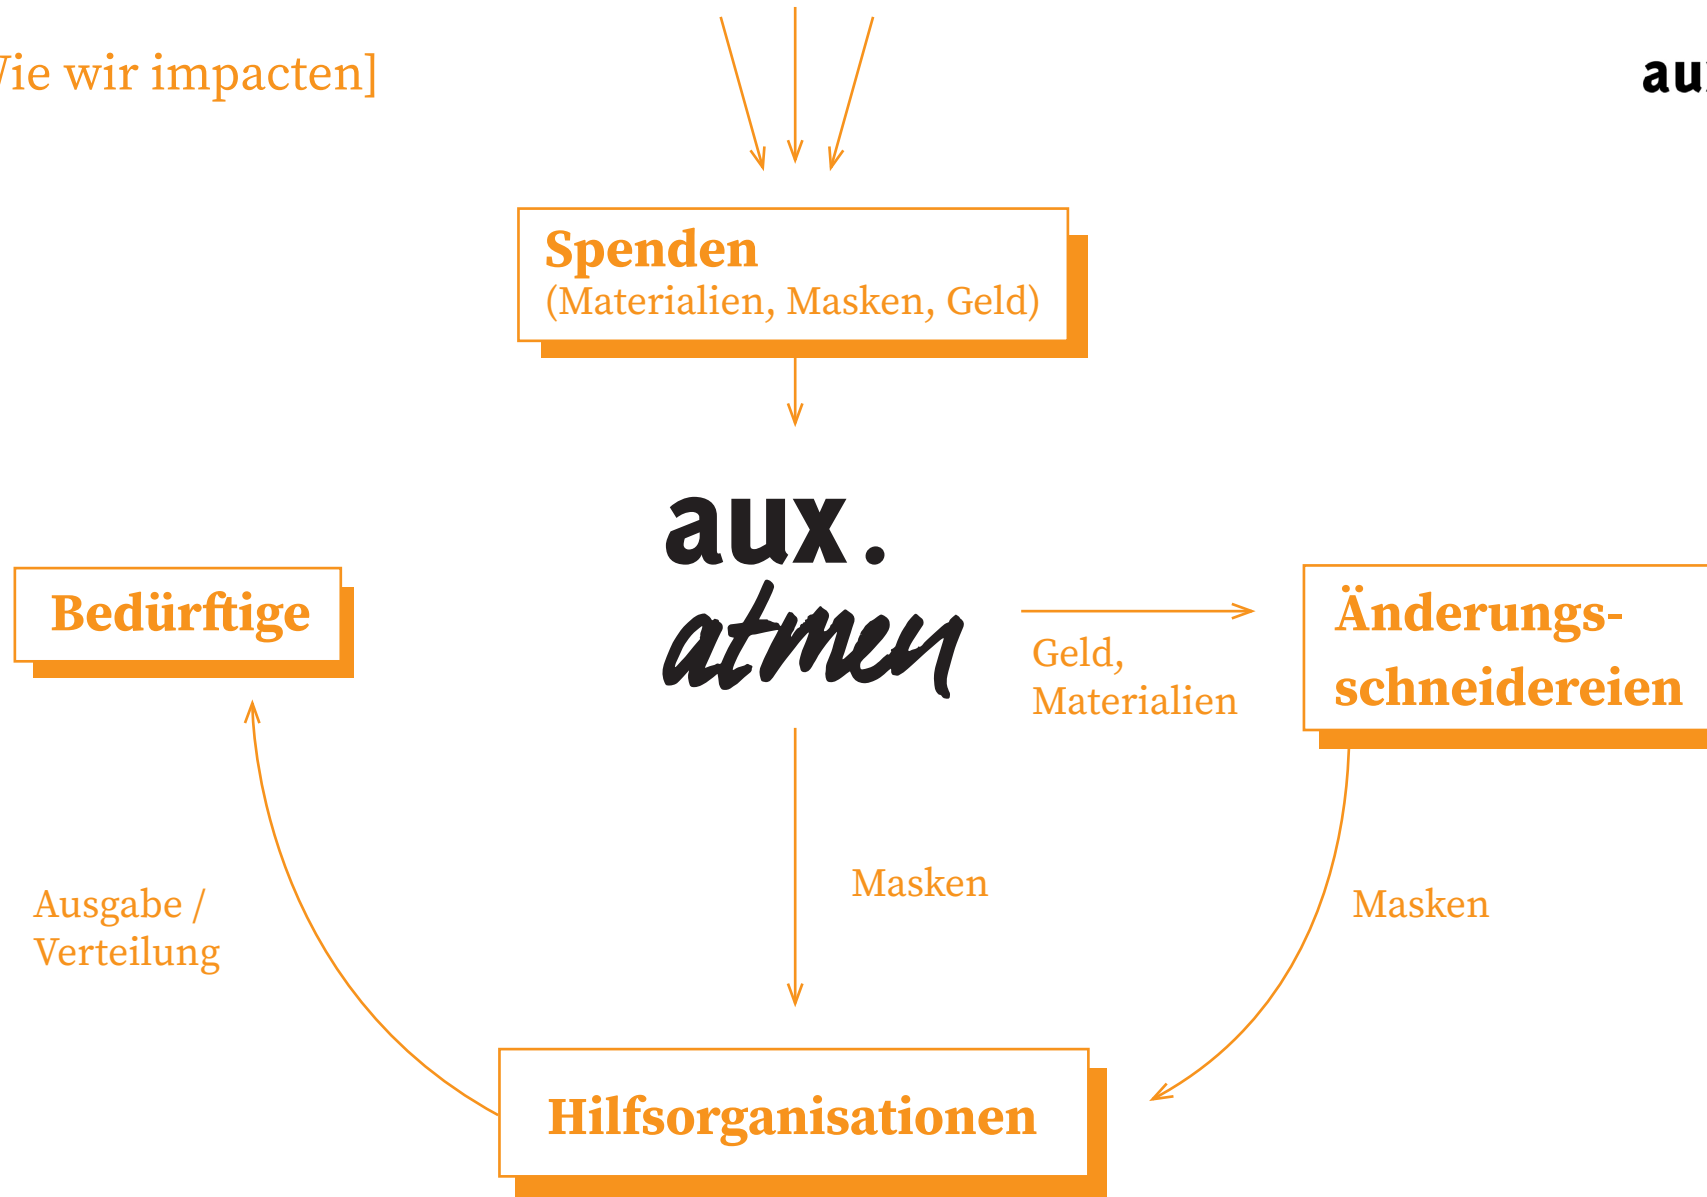 Wie wir impacten]
aux
Spenden
(Materialien, Masken, Geld)
aux.
atmen
Bedürftige
Geld,
Materialien
Änderungs-
schneidereien
Ausgabe /
Verteilung
Masken
Masken
Hilfsorganisationen